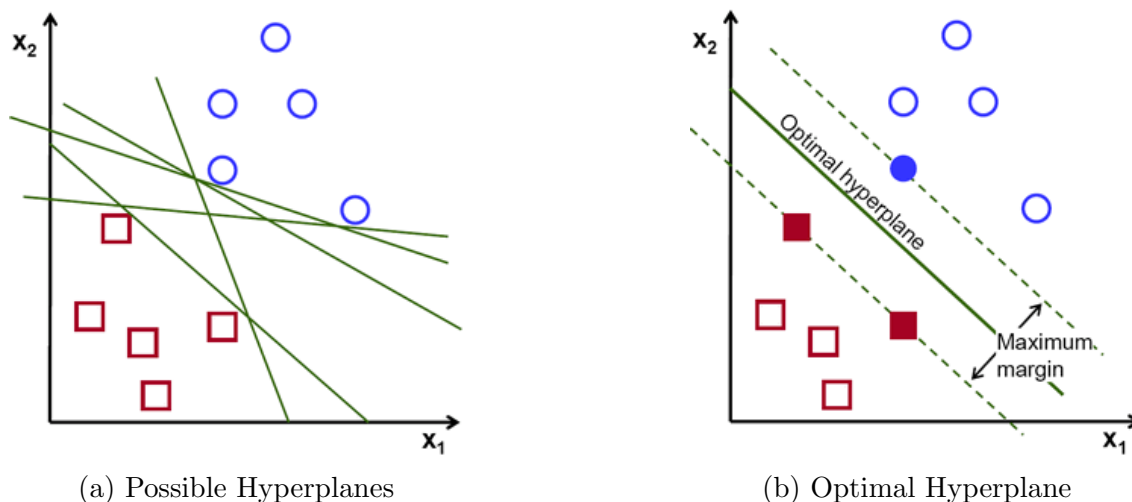 x₂
x₁
(a) Possible Hyperplanes
x₂
Optimal hyperplane
Maximum
margin
x₁
(b) Optimal Hyperplane